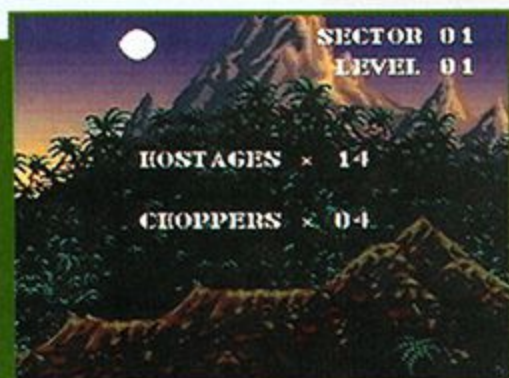 SECTOR 01
LEVEL 01
HOSTAGES × 14
CHOPPERS × 04